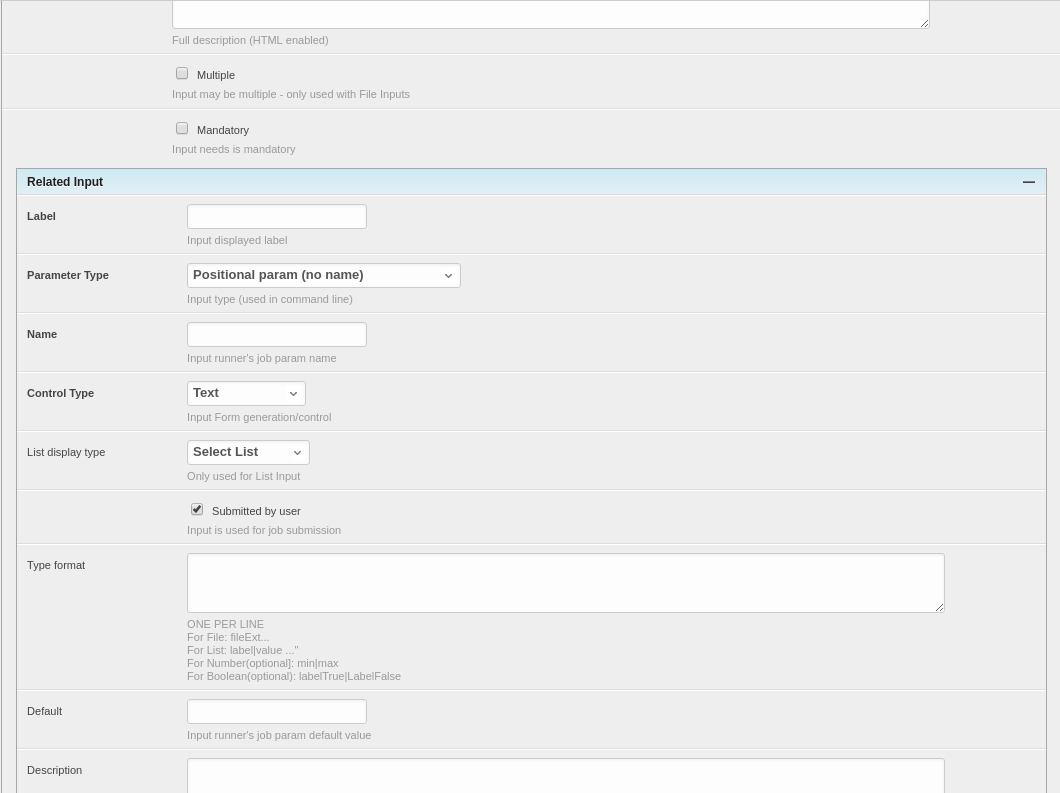 Full description (HTML enabled)
Multiple
Input may be multiple - only used with File Inputs
Mandatory
Input needs is mandatory
Related Input
Label
Input displayed label
Parameter Type
Positional param (no name)
Input type (used in command line)
Name
Input runner's job param name
Control Type
Text
Input Form generation/control
List display type
Select List
Only used for List Input
Submitted by user
Input is used for job submission
Type format
ONE PER LINE
For File: fileExt...
For List: label|value ..."
For Number(optional]: min|max
For Boolean(optional): labelTrue|LabelFalse
Default
Input runner's job param default value
Description